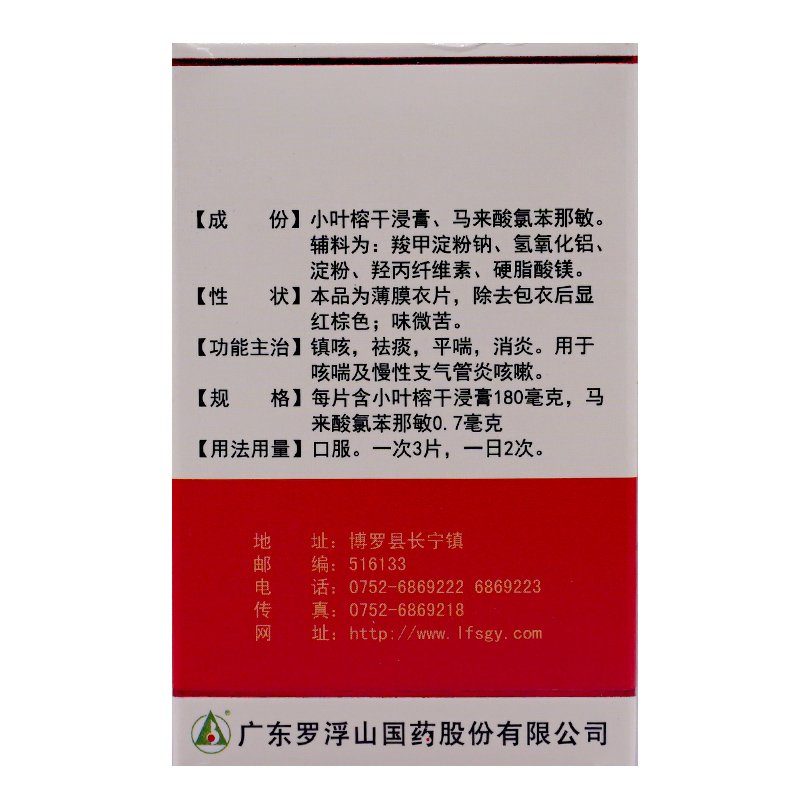 【成　　份】小叶榕干浸膏、马来酸氯苯那敏。
辅料为：羧甲淀粉钠、氢氧化铝、
淀粉、羟丙纤维素、硬脂酸镁。
【性　　状】本品为薄膜衣片，除去包衣后显
红棕色；味微苦。
【功能主治】镇咳，祛痰，平喘，消炎。用于
咳喘及慢性支气管炎咳嗽。
【规　　格】每片含小叶榕干浸膏180毫克，马
来酸氯苯那敏0.7毫克
【用法用量】口服。一次3片，一日2次。
地　　址：博罗县长宁镇
邮　　编：516133
电　　话：0752-6869222 6869223
传　　真：0752-6869218
网　　址：http://www.lfsgy.com
®广东罗浮山国药股份有限公司